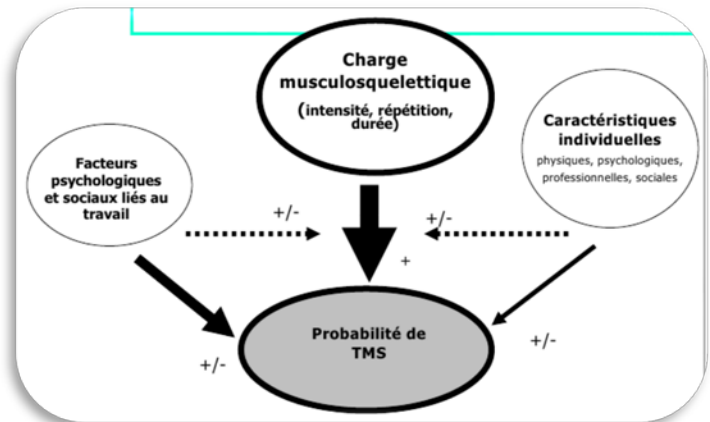 Charge
musculosquelettique
(intensité, répétition,
durée)
Facteurs
psychologiques
et sociaux liés au
travail
Caractéristiques
individuelles
physiques, psychologiques,
professionnelles, sociales
+/-
+/-
+
Probabilité de
TMS
+/-
+/-